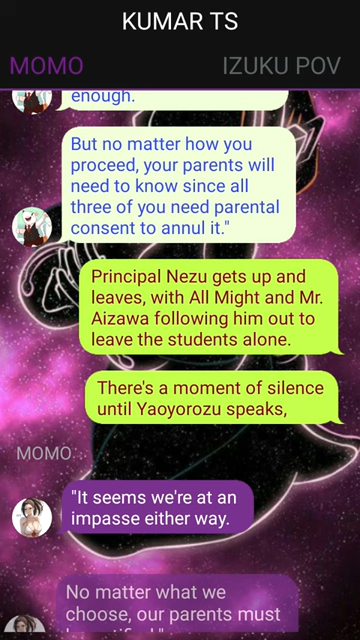 KUMAR TS
MOMO
IZUKU POV
enough.
But no matter how you
proceed, your parents will
need to know since all
three of you need parental
consent to annul it."
Principal Nezu gets up and
leaves, with All Might and Mr.
Aizawa following him out to
leave the students alone.
There's a moment of silence
until Yaoyorozu speaks,
MOMO
"It seems we're at an
impasse either way.
No matter what we
choose, our parents must